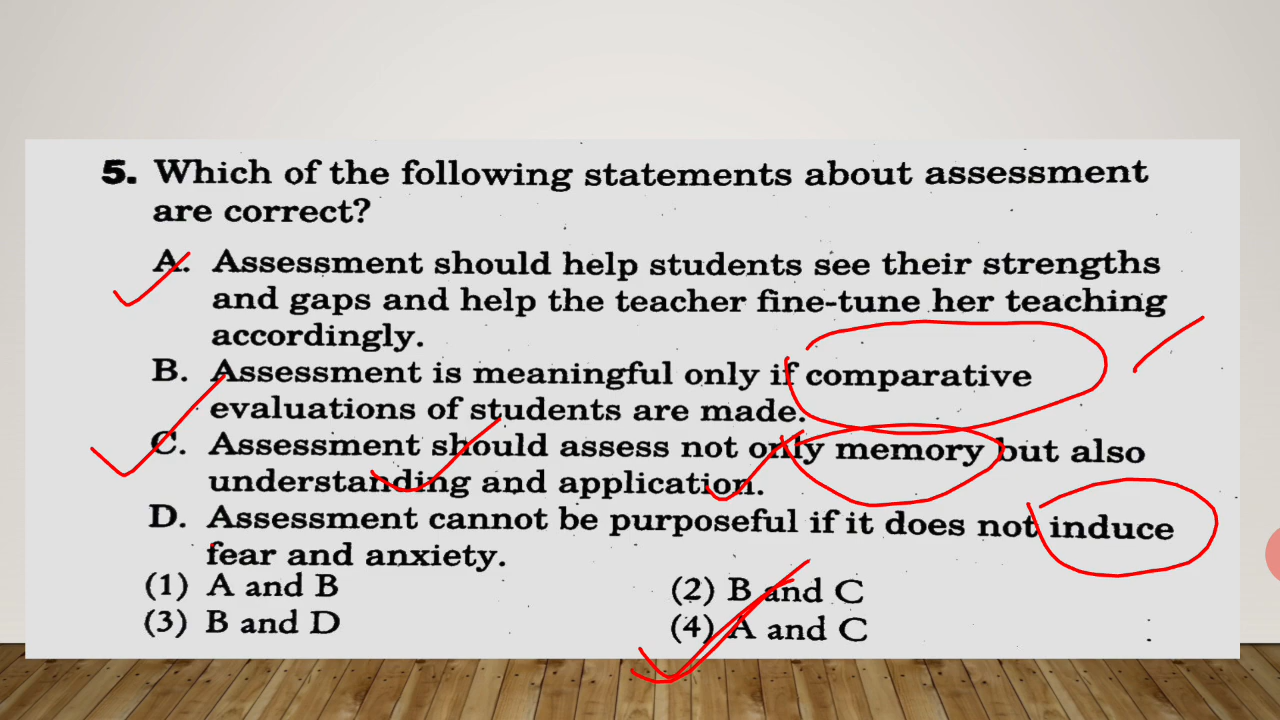 5. Which of the following statements about assessment
are correct?
A. Assessment should help students see their strengths
and gaps and help the teacher fine-tune her teaching
accordingly.
B. Assessment is meaningful only if comparative
evaluations of students are made.
C. Assessment should assess not only memory but also
understanding and application.
D. Assessment cannot be purposeful if it does not induce
fear and anxiety.
(1) A and B (2) B and C
(3) B and D (4) A and C